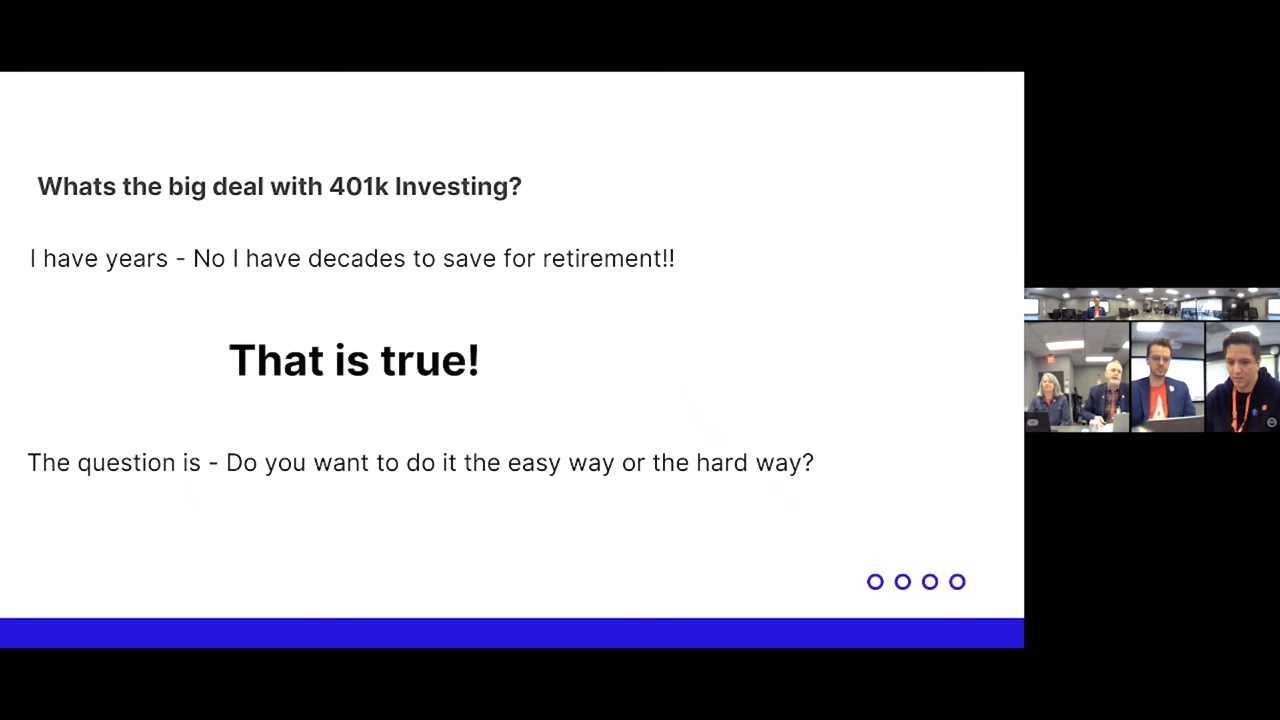 Whats the big deal with 401k Investing?
I have years - No I have decades to save for retirement!!
That is true!
The question is - Do you want to do it the easy way or the hard way?